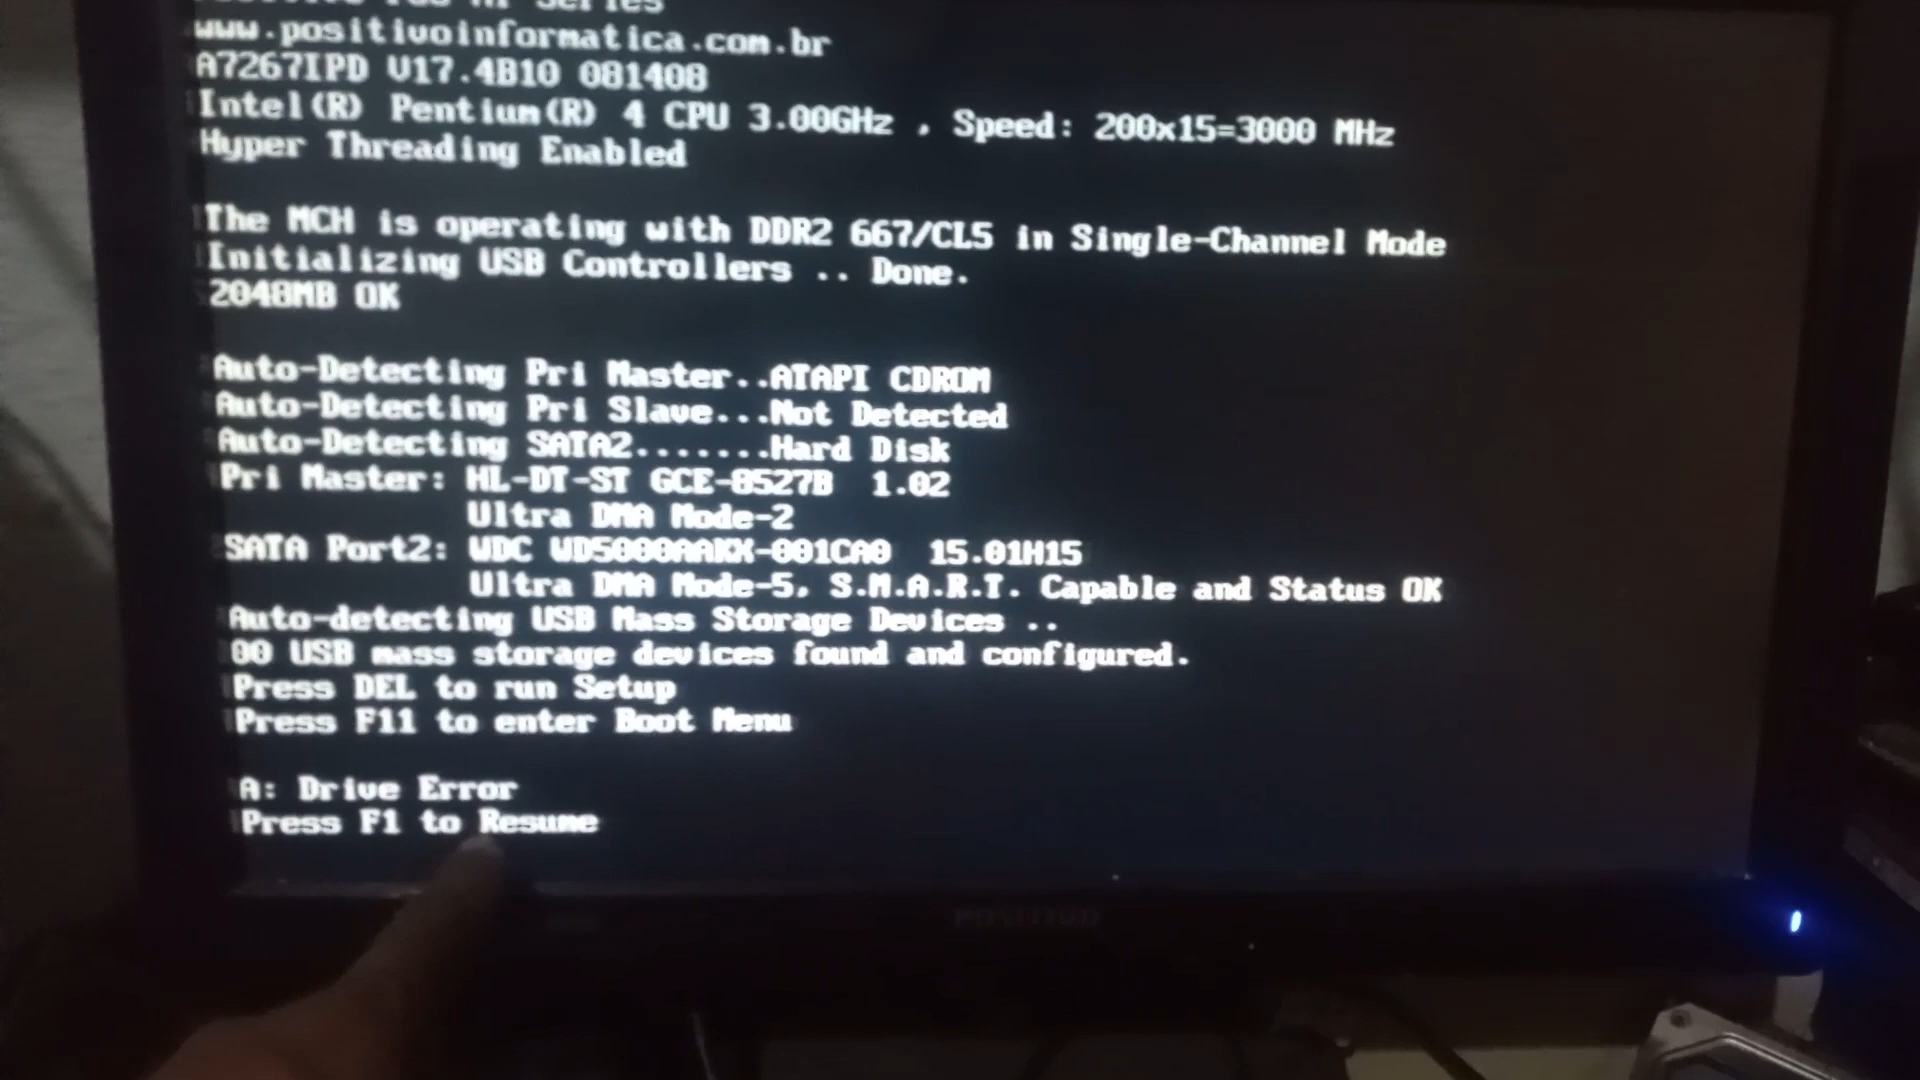 Series
www.positivoinformatica.com.br
A7267IPD V17.4B10 081408
Intel(R) Pentium(R) 4 CPU 3.00GHz , Speed: 200x15=3000 MHz
Hyper Threading Enabled
The MCH is operating with DDR2 667/CL5 in Single-Channel Mode
Initializing USB Controllers .. Done.
2048MB OK
Auto-Detecting Pri Master..ATAPI CDROM
Auto-Detecting Pri Slave...Not Detected
Auto-Detecting SATA2.......Hard Disk
Pri Master: HL-DT-ST GCE-8527B 1.02
Ultra DMA Mode-2
SATA Port2: WDC WD5000AAKX-001CA0 15.01H15
Ultra DMA Mode-5, S.M.A.R.T. Capable and Status OK
Auto-detecting USB Mass Storage Devices ..
00 USB mass storage devices found and configured.
Press DEL to run Setup
Press F11 to enter Boot Menu
A: Drive Error
Press F1 to Resume
POSITIVO